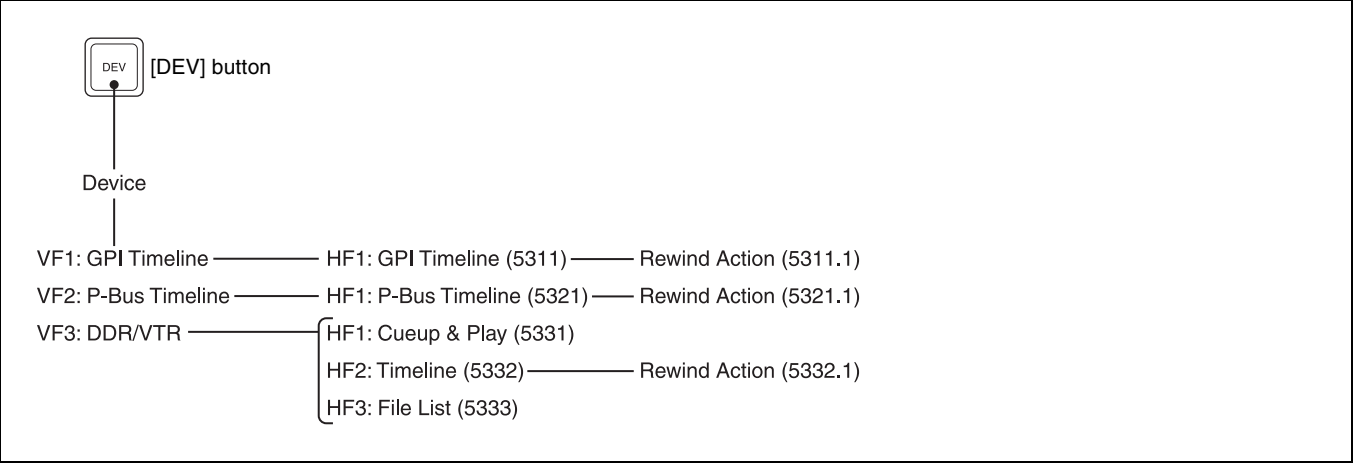 DEV [DEV] button
Device
VF1: GPI Timeline HF1: GPI Timeline (5311) Rewind Action (5311.1)
VF2: P-Bus Timeline HF1: P-Bus Timeline (5321) Rewind Action (5321.1)
VF3: DDR/VTR HF1: Cueup & Play (5331)
HF2: Timeline (5332) Rewind Action (5332.1)
HF3: File List (5333)